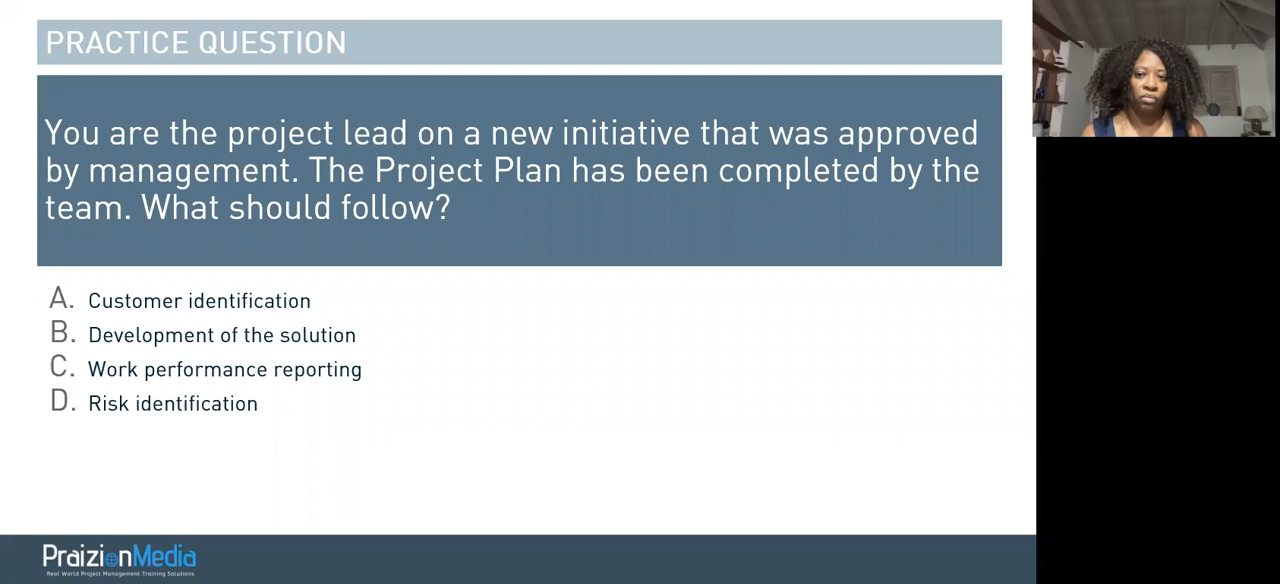 PRACTICE QUESTION
You are the project lead on a new initiative that was approved
by management. The Project Plan has been completed by the
team. What should follow?
A. Customer identification
B. Development of the solution
C. Work performance reporting
D. Risk identification
PraizionMedia
Real World Project Management Training Solutions